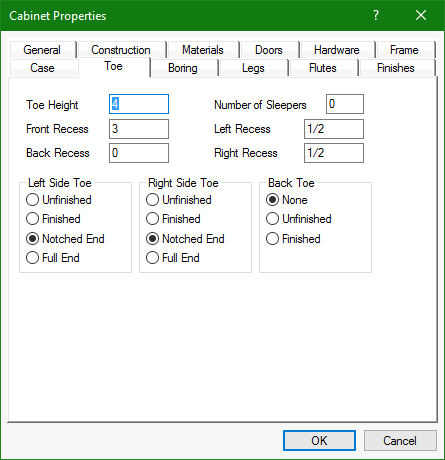 Cabinet Properties ?
General Construction Materials Doors Hardware Frame
Case Toe Boring Legs Flutes Finishes
Toe Height 4 Number of Sleepers 0
Front Recess 3 Left Recess 1/2
Back Recess 0 Right Recess 1/2
Left Side Toe Right Side Toe Back Toe
Unfinished Unfinished None
Finished Finished Unfinished
Notched End Notched End Finished
Full End Full End
OK Cancel